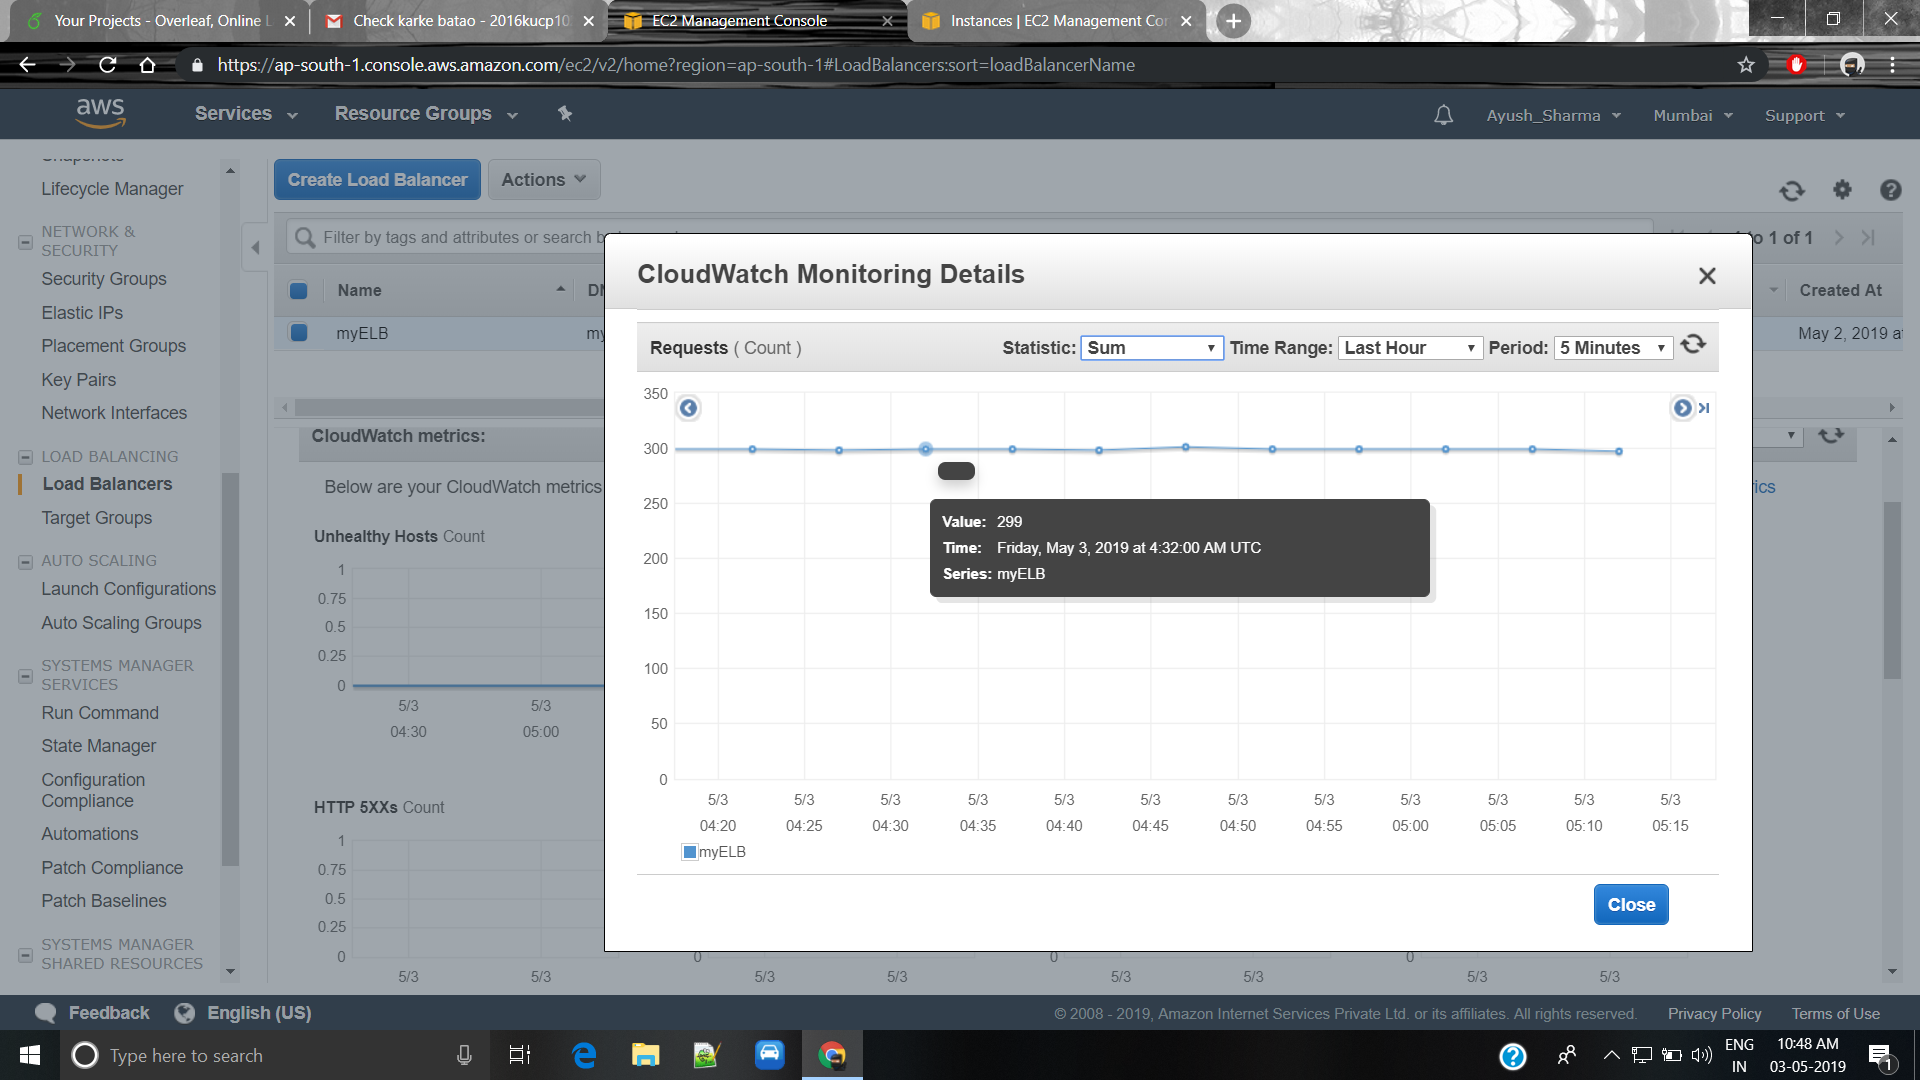 Your Projects - Overleaf, Online L
Check karke batao - 2016kucp10
EC2 Management Console
Instances | EC2 Management Con
https://ap-south-1.console.aws.amazon.com/ec2/v2/home?region=ap-south-1#LoadBalancers:sort=loadBalancerName
aws
Services
Resource Groups
Ayush_Sharma
Mumbai
Support
Snapshots
Lifecycle Manager
NETWORK &
SECURITY
Security Groups
Elastic IPs
Placement Groups
Key Pairs
Network Interfaces
LOAD BALANCING
Load Balancers
Target Groups
AUTO SCALING
Launch Configurations
Auto Scaling Groups
SYSTEMS MANAGER
SERVICES
Run Command
State Manager
Configuration
Compliance
Automations
Patch Compliance
Patch Baselines
SYSTEMS MANAGER
SHARED RESOURCES
Create Load Balancer
Actions
Filter by tags and attributes or search b
to 1 of 1
Name
DN
Created At
myELB
my
May 2, 2019 at
CloudWatch metrics:
Below are your CloudWatch metrics
rics
Unhealthy Hosts Count
1
0.75
0.5
0.25
0
5/3
04:30
5/3
05:00
HTTP 5XXs Count
1
0.75
0.5
0.25
0
5/3
5/3
0
5/3
5/3
0
5/3
5/3
0
5/3
5/3
CloudWatch Monitoring Details
Requests ( Count )
Statistic: Sum
Time Range: Last Hour
Period: 5 Minutes
350
300
250
200
150
100
50
0
Value: 299
Time: Friday, May 3, 2019 at 4:32:00 AM UTC
Series: myELB
5/3 5/3 5/3 5/3 5/3 5/3 5/3 5/3 5/3 5/3 5/3 5/3
04:20 04:25 04:30 04:35 04:40 04:45 04:50 04:55 05:00 05:05 05:10 05:15
myELB
Close
Feedback
English (US)
© 2008 - 2019, Amazon Internet Services Private Ltd. or its affiliates. All rights reserved.
Privacy Policy
Terms of Use
Type here to search
ENG
IN
10:48 AM
03-05-2019
1